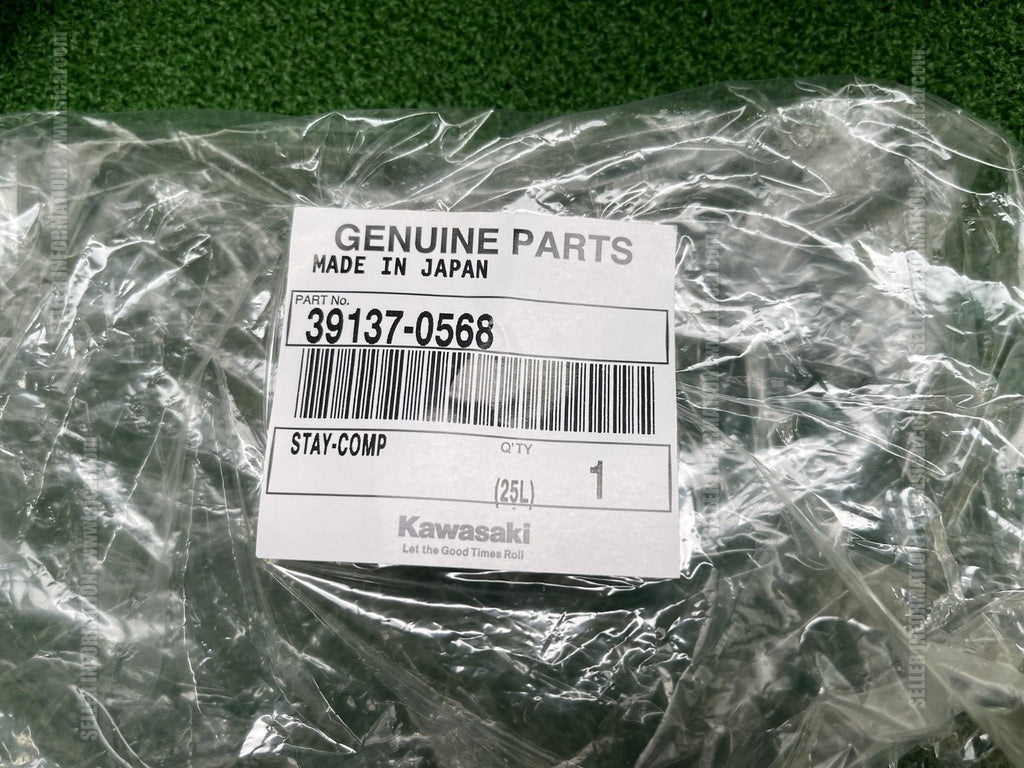 GENUINE PARTS
MADE IN JAPAN
PART No.
39137-0568
STAY-COMP
Q'TY
1
(25L)
Kawasaki
Let the Good Times Roll